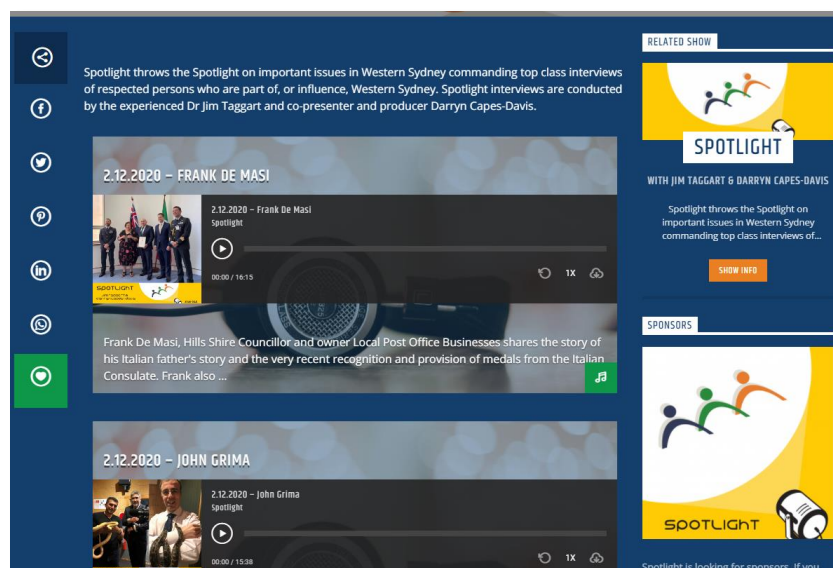 Spotlight throws the Spotlight on important issues in Western Sydney commanding top class interviews
of respected persons who are part of, or influence, Western Sydney. Spotlight interviews are conducted
by the experienced Dr Jim Taggart and co-presenter and producer Darryn Capes-Davis.
2.12.2020 – FRANK DE MASI
2.12.2020 – Frank De Masi
Spotlight
00:00 / 16:15
1X
SPOTLIGHT
Frank De Masi, Hills Shire Councillor and owner Local Post Office Businesses shares the story of
his Italian father's story and the very recent recognition and provision of medals from the Italian
Consulate. Frank also ...
2.12.2020 – JOHN GRIMA
2.12.2020 – John Grima
Spotlight
00:00 / 15:38
1X
RELATED SHOW
SPOTLIGHT
WITH JIM TAGGART & DARRYN CAPES-DAVIS
Spotlight throws the Spotlight on
important issues in Western Sydney
commanding top class interviews of...
SHOW INFO
SPONSORS
SPOTLIGHT
Spotlight is looking for sponsors. If you